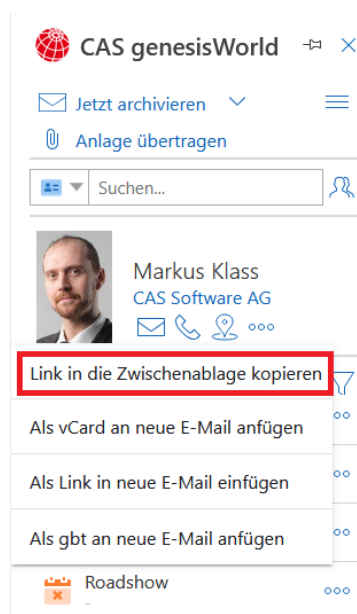 CAS genesisWorld
Jetzt archivieren
Anlage übertragen
Suchen...
Markus Klass
CAS Software AG
Link in die Zwischenablage kopieren
Als vCard an neue E-Mail anfügen
Als Link in neue E-Mail einfügen
Als gbt an neue E-Mail anfügen
Roadshow
-